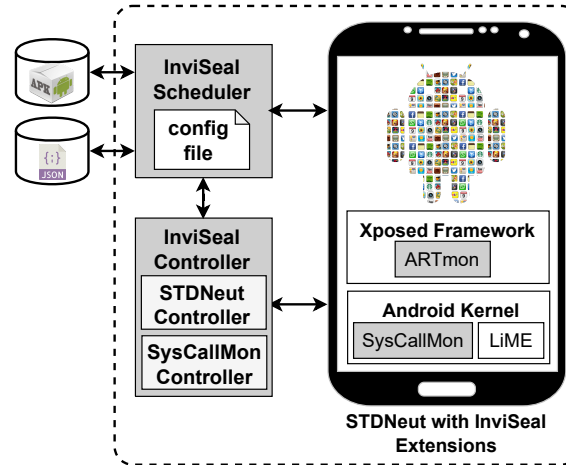 APK
{;}
JSON
InviSeal
Scheduler
config
file
InviSeal
Controller
STDNeut
Controller
SysCallMon
Controller
Xposed Framework
ARTmon
Android Kernel
SysCallMon
LiME
STDNeut with InviSeal
Extensions